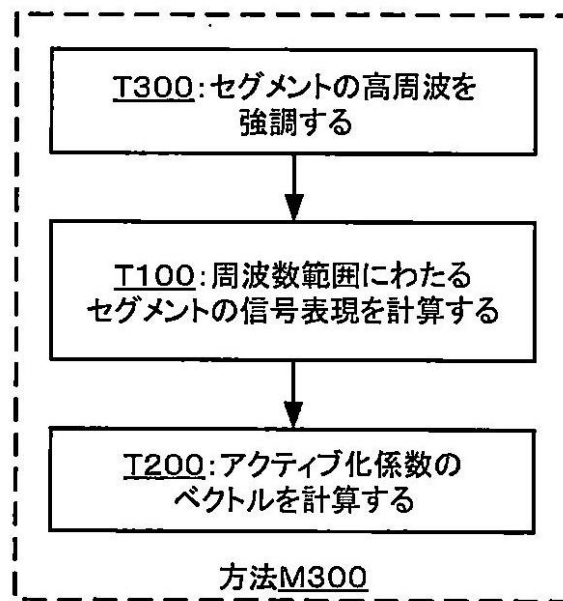 T300:セグメントの高周波を
強調する
T100:周波数範囲にわたる
セグメントの信号表現を計算する
T200:アクティブ化係数の
ベクトルを計算する
方法M300